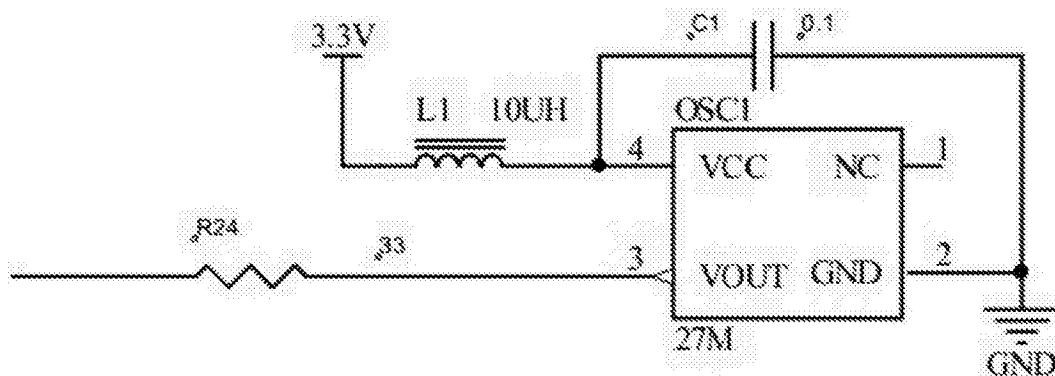 C1 0.1
3.3V
L1 10UH OSC1
4 VCC NC 1
R24 33 3 VOUT GND 2
27M
GND